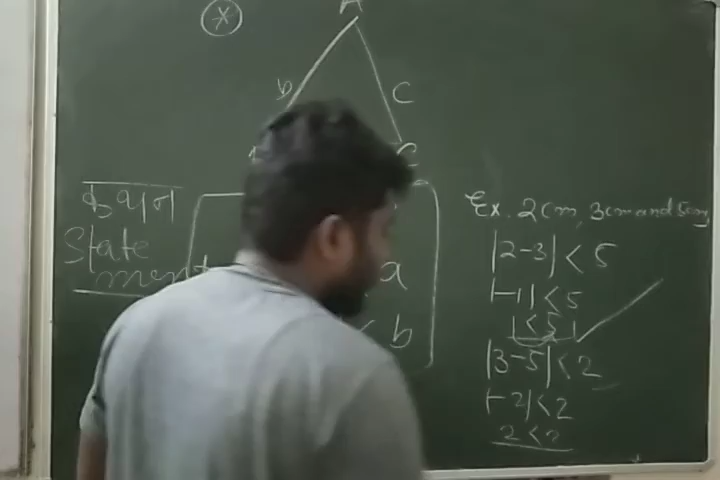 *
A
b
C
C
कथन
State
ment
a
< b
Ex. 2cm, 3cm and 5cm
|2-3| < 5
|-1| < 5
1 < 5
|3-5| < 2
|-2| < 2
2 < 2